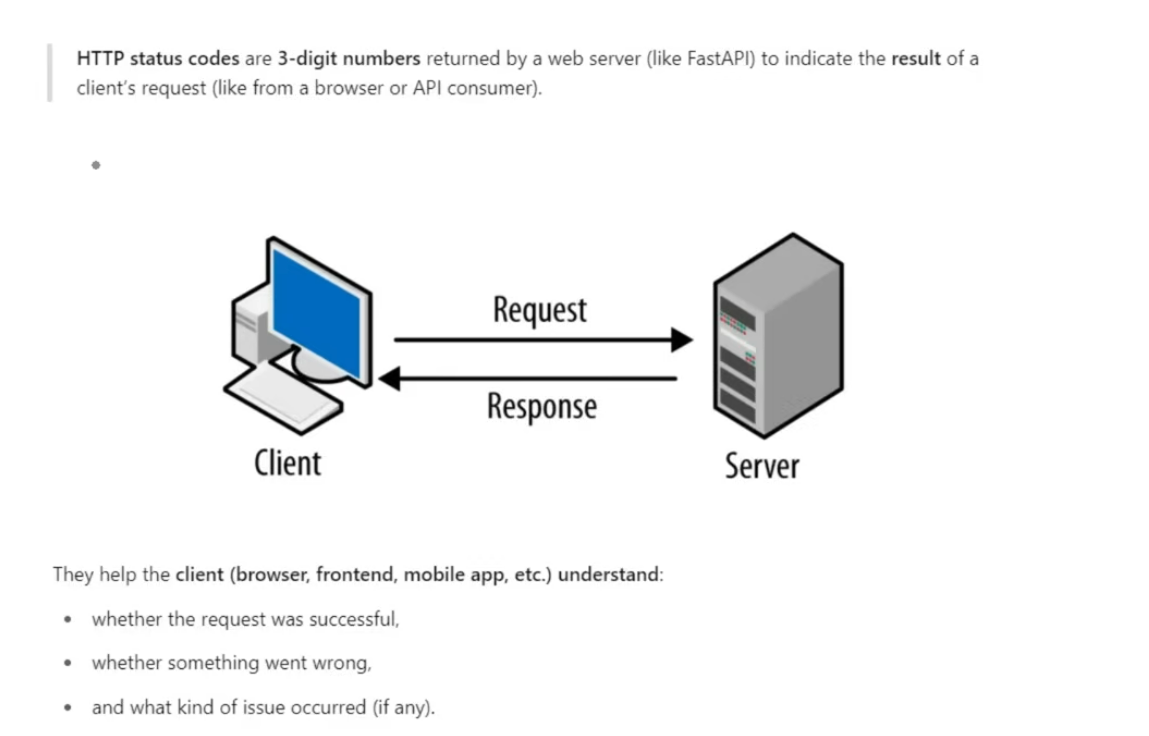 HTTP status codes are 3-digit numbers returned by a web server (like FastAPI) to indicate the result of a
client's request (like from a browser or API consumer).
Request
Response
Client
Server
They help the client (browser, frontend, mobile app, etc.) understand:
• whether the request was successful,
• whether something went wrong,
• and what kind of issue occurred (if any).